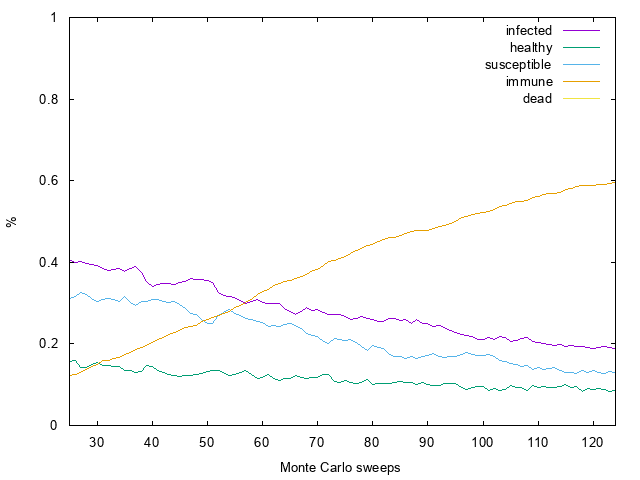 1
0.8
0.6
0.4
0.2
0
%
30 40 50 60 70 80 90 100 110 120
Monte Carlo sweeps
infected
healthy
susceptible
immune
dead